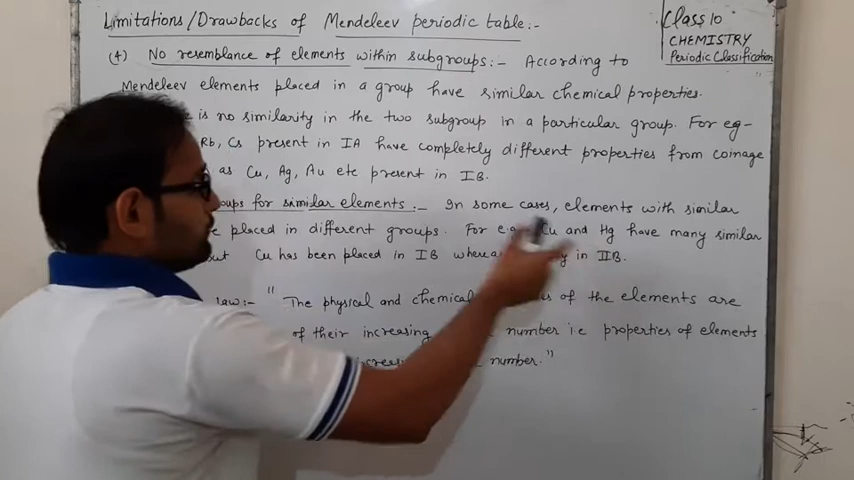 Limitations/Drawbacks of Mendeleev periodic table:-
Class 10
CHEMISTRY
Periodic Classification
(4) No resemblance of elements within subgroups:- According to
Mendeleev elements placed in a group have similar chemical properties.
is no similarity in the two subgroup in a particular group. For eg-
Rb, Cs present in IA have completely different properties from coinage
as Cu, Ag, Au etc present in IB.
for similar elements:- In some cases, elements with similar
placed in different groups. For Cu and Hg have many similar
Cu has been placed in IB in IIB.
law:- "The physical and chemical of the elements are
of their increasing number i.e properties of elements
number."